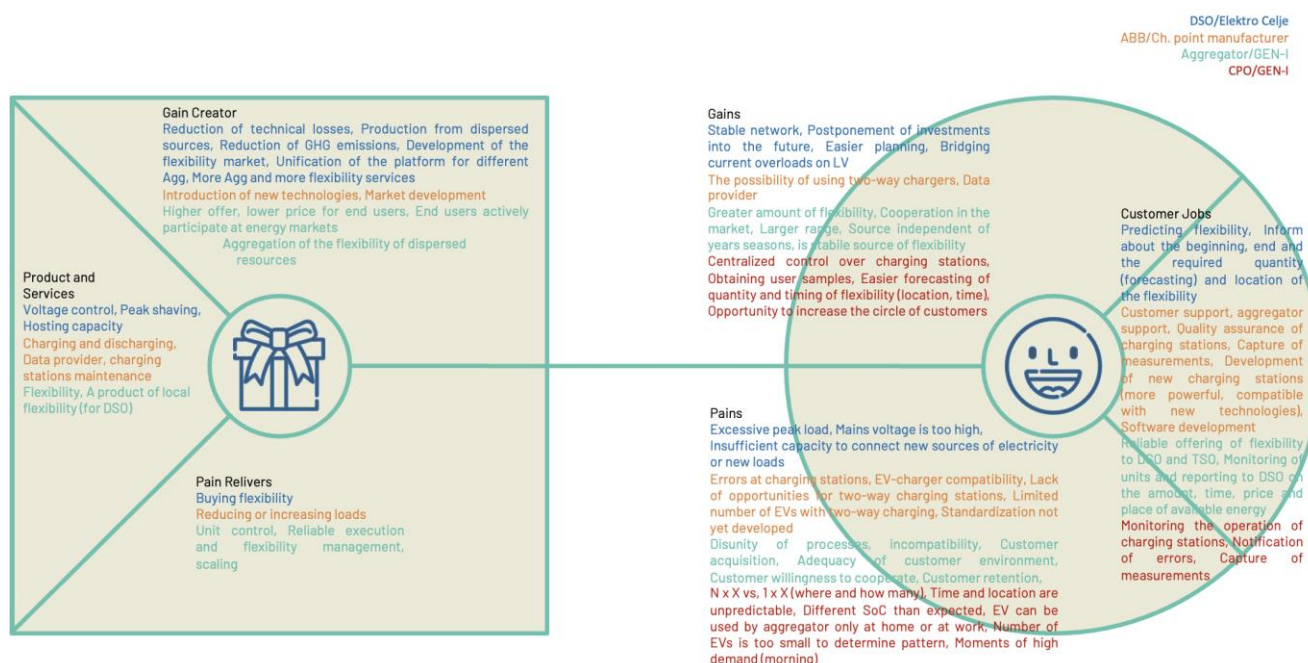 DSO/Elektro Celje
ABB/Ch. point manufacturer
Aggregator/GEN-I
CPO/GEN-I
Gain Creator
Reduction of technical losses, Production from dispersed
sources, Reduction of GHG emissions, Development of the
flexibility market, Unification of the platform for different
Agg, More Agg and more flexibility services
Introduction of new technologies, Market development
Higher offer, lower price for end users, End users actively
participate at energy markets
Aggregation of the flexibility of dispersed
resources
Product and
Services
Voltage control, Peak shaving,
Hosting capacity
Charging and discharging,
Data provider, charging
stations maintenance
Flexibility, A product of local
flexibility (for DSO)
Pain Relivers
Buying flexibility
Reducing or increasing loads
Unit control, Reliable execution
and flexibility management,
scaling
Gains
Stable network, Postponement of investments
into the future, Easier planning, Bridging
current overloads on LV
The possibility of using two-way chargers, Data
provider
Greater amount of flexibility, Cooperation in the
market, Larger range, Source independent of
years seasons, is stabile source of flexibility
Centralized control over charging stations,
Obtaining user samples, Easier forecasting of
quantity and timing of flexibility (location, time),
Opportunity to increase the circle of customers
Customer Jobs
Predicting flexibility, Inform
about the beginning, end and
the required quantity
(forecasting) and location of
the flexibility
Customer support, aggregator
support, Quality assurance of
charging stations, Capture of
measurements, Development
of new charging stations
(more powerful, compatible
with new technologies),
Software development
Reliable offering of flexibility
to DSO and TSO, Monitoring of
units and reporting to DSO on
the amount, time, price and
place of available energy
Monitoring the operation of
charging stations, Notification
of errors, Capture of
measurements
Pains
Excessive peak load, Mains voltage is too high,
Insufficient capacity to connect new sources of electricity
or new loads
Errors at charging stations, EV-charger compatibility, Lack
of opportunities for two-way charging stations, Limited
number of EVs with two-way charging, Standardization not
yet developed
Disunity of processes, incompatibility, Customer
acquisition, Adequacy of customer environment,
Customer willingness to cooperate, Customer retention,
N x X vs, 1 x X (where and how many), Time and location are
unpredictable, Different SoC than expected, EV can be
used by aggregator only at home or at work, Number of
EVs is too small to determine pattern, Moments of high
demand (morning)